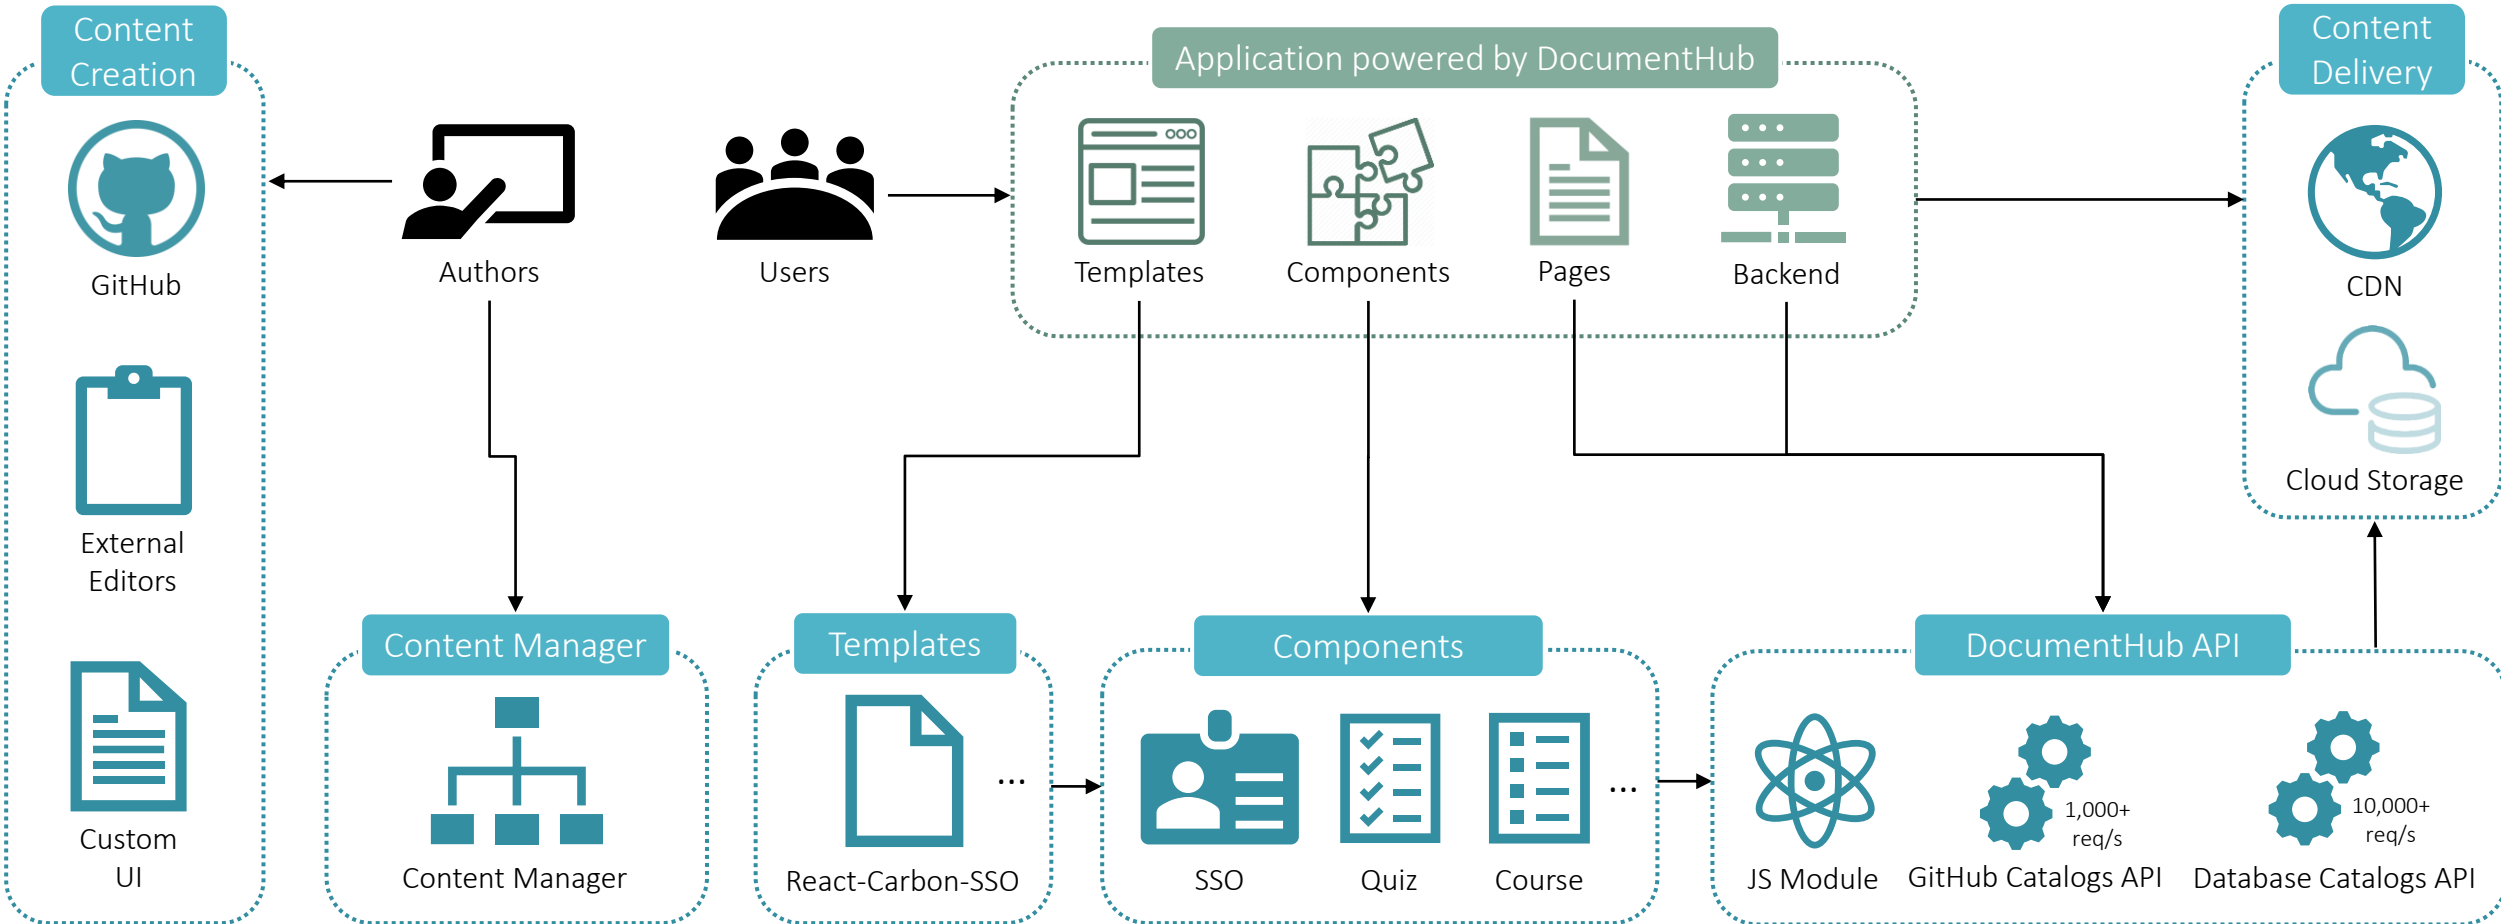 Content
Creation
GitHub
External
Editors
Custom
UI
Authors
Users
Application powered by DocumentHub
Templates
Components
Pages
Backend
Content
Delivery
CDN
Cloud Storage
Content Manager
Content Manager
Templates
React-Carbon-SSO
...
Components
SSO
Quiz
Course
...
DocumentHub API
JS Module
1,000+
req/s
GitHub Catalogs API
10,000+
req/s
Database Catalogs API